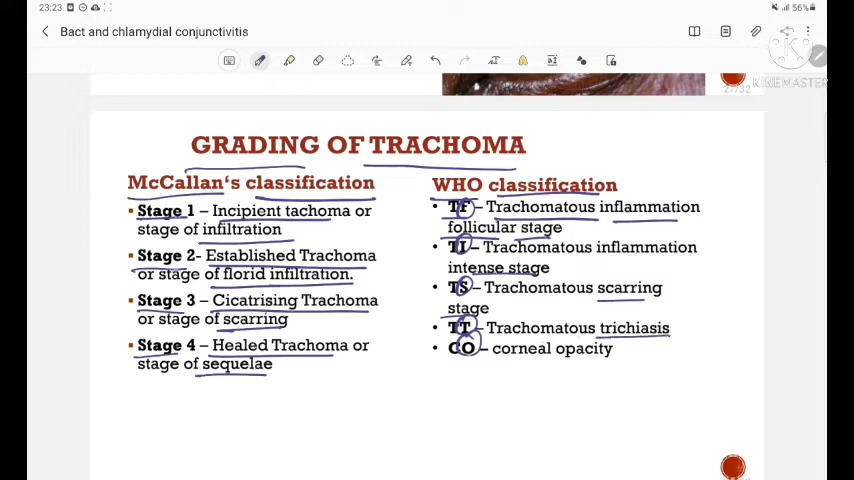 23:23
56%
Bact and chlamydial conjunctivitis
KINEMASTER
27/32
GRADING OF TRACHOMA
McCallan's classification
▪ Stage 1 – Incipient tachoma or
stage of infiltration
▪ Stage 2- Established Trachoma
or stage of florid infiltration.
▪ Stage 3 – Cicatrising Trachoma
or stage of scarring
▪ Stage 4 – Healed Trachoma or
stage of sequelae
WHO classification
• TF – Trachomatous inflammation
follicular stage
• TI – Trachomatous inflammation
intense stage
• TS – Trachomatous scarring
stage
• TT – Trachomatous trichiasis
• CO – corneal opacity